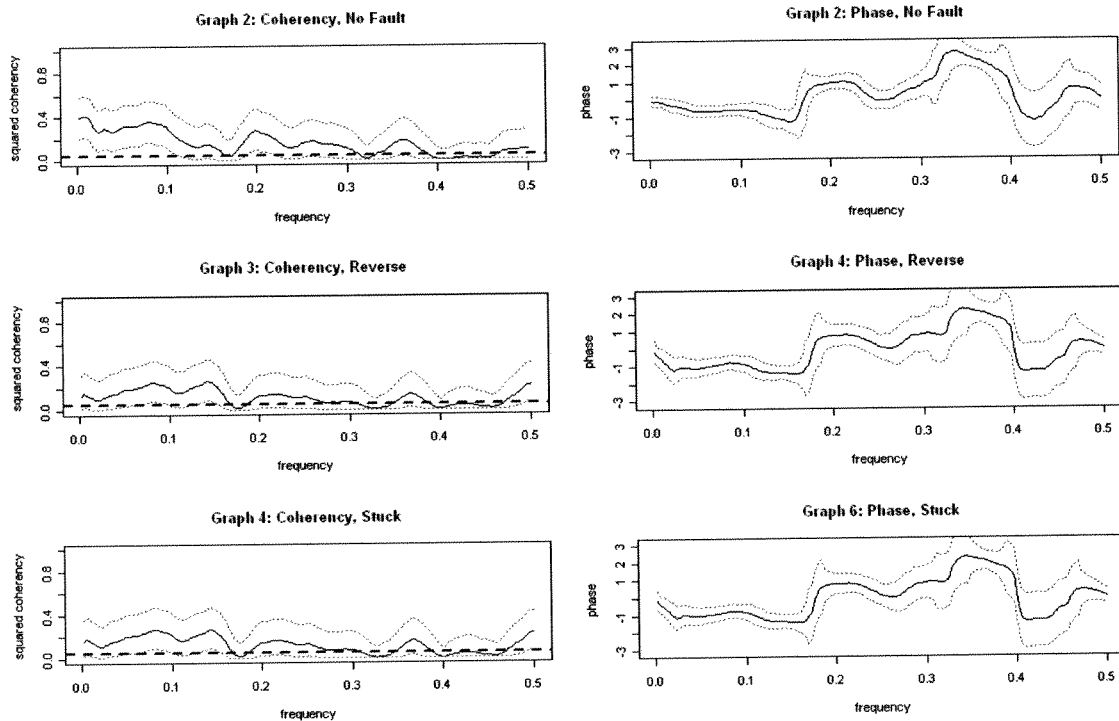 Graph 2: Coherency, No Fault
squared coherency
0.8
0.4
0.0
0.0 0.1 0.2 0.3 0.4 0.5
frequency
Graph 2: Phase, No Fault
phase
3
1
-1
-3
0.0 0.1 0.2 0.3 0.4 0.5
frequency
Graph 3: Coherency, Reverse
squared coherency
0.8
0.4
0.0
0.0 0.1 0.2 0.3 0.4 0.5
frequency
Graph 4: Phase, Reverse
phase
3
1
-1
-3
0.0 0.1 0.2 0.3 0.4 0.5
frequency
Graph 4: Coherency, Stuck
squared coherency
0.8
0.4
0.0
0.0 0.1 0.2 0.3 0.4 0.5
frequency
Graph 6: Phase, Stuck
phase
3
1
-1
-3
0.0 0.1 0.2 0.3 0.4 0.5
frequency